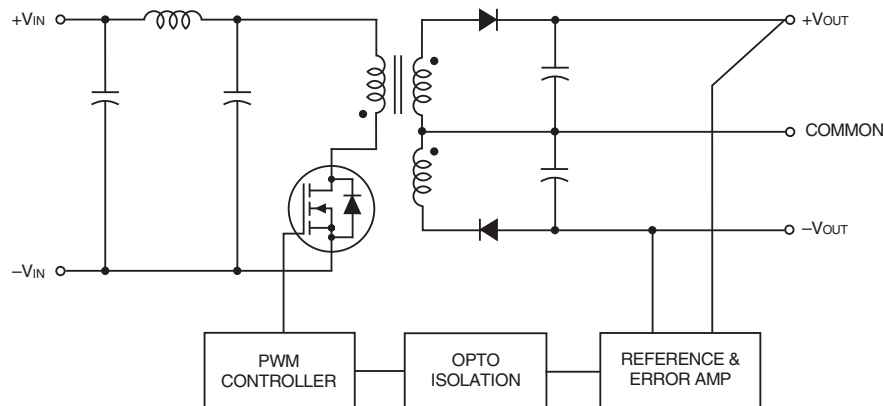 +VIN
+VOUT
COMMON
–VOUT
–VIN
PWM
CONTROLLER
OPTO
ISOLATION
REFERENCE &
ERROR AMP